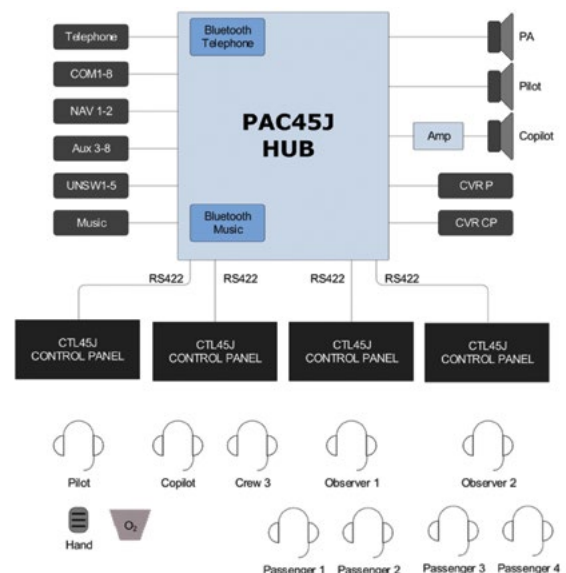 Telephone
COM1-8
NAV 1-2
Aux 3-8
UNSW1-5
Music
Bluetooth
Telephone
PAC45J
HUB
Bluetooth
Music
PA
Pilot
Amp
Copilot
CVR P
CVR CP
RS422
RS422
RS422
RS422
CTL45J
CONTROL PANEL
CTL45J
CONTROL PANEL
CTL45J
CONTROL PANEL
CTL45J
CONTROL PANEL
Pilot
Copilot
Crew 3
Observer 1
Observer 2
Hand
O₂
Passenger 1
Passenger 2
Passenger 3
Passenger 4